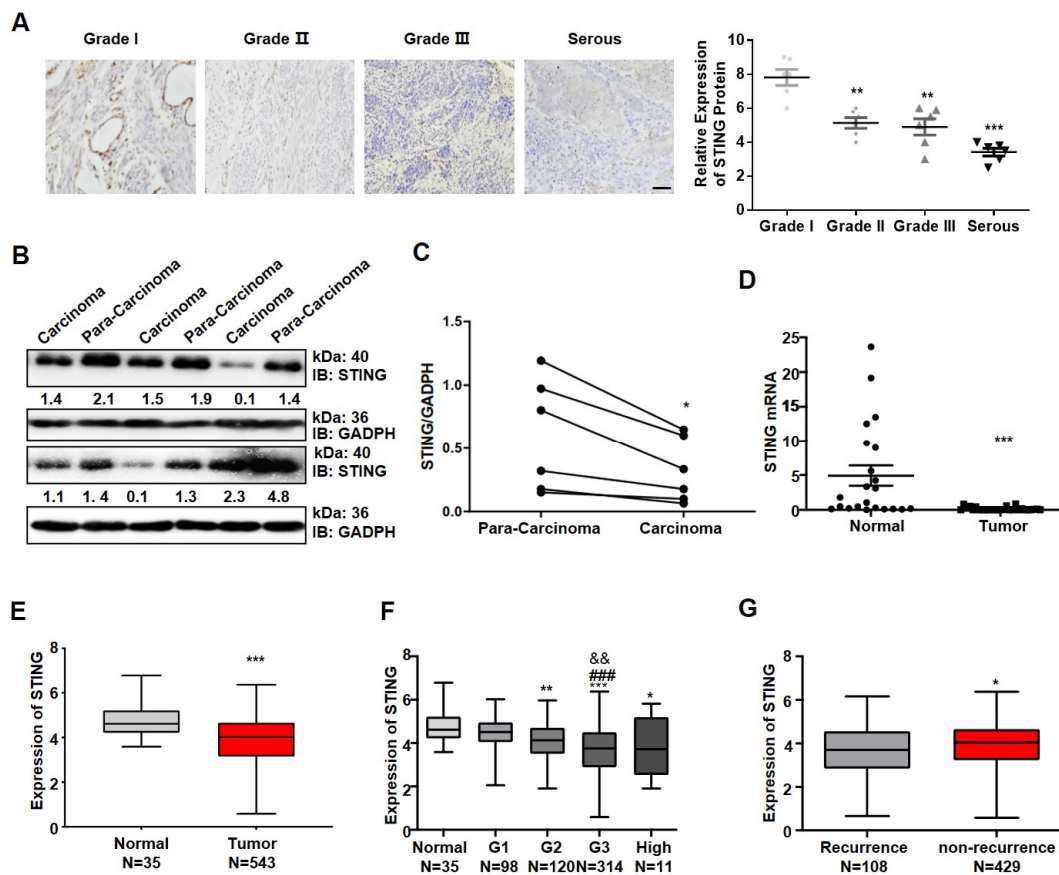 A
Grade I
Grade II
Grade III
Serous
Relative Expression
of STING Protein
10
8
6
4
2
0
**
**
***
Grade I
Grade II
Grade III
Serous
B
Carcinoma
Para-Carcinoma
Carcinoma
Para-Carcinoma
Carcinoma
Para-Carcinoma
kDa: 40
IB: STING
1.4 2.1 1.5 1.9 0.1 1.4
kDa: 36
IB: GADPH
kDa: 40
IB: STING
1.1 1. 4 0.1 1.3 2.3 4.8
kDa: 36
IB: GADPH
C
STING/GADPH
1.5
1.0
0.5
0.0
*
Para-Carcinoma
Carcinoma
D
STING mRNA
25
20
15
10
5
0
***
Normal
Tumor
E
Expression of STING
8
6
4
2
0
***
Normal
N=35
Tumor
N=543
F
Expression of STING
8
6
4
2
0
**
&&
###
***
*
Normal
N=35
G1
N=98
G2
N=120
G3
N=314
High
N=11
G
Expression of STING
8
6
4
2
0
*
Recurrence
N=108
non-recurrence
N=429